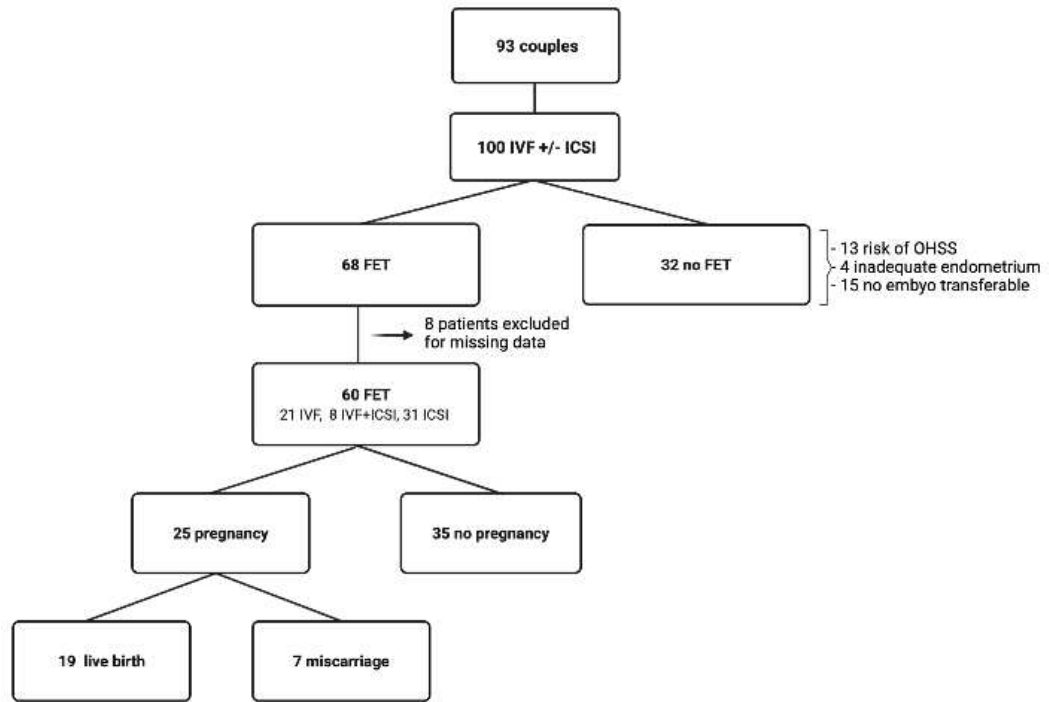 93 couples
100 IVF +/- ICSI
68 FET
32 no FET
- 13 risk of OHSS
- 4 inadequate endometrium
- 15 no embyo transferable
8 patients excluded
for missing data
60 FET
21 IVF, 8 IVF+ICSI, 31 ICSI
25 pregnancy
35 no pregnancy
19 live birth
7 miscarriage